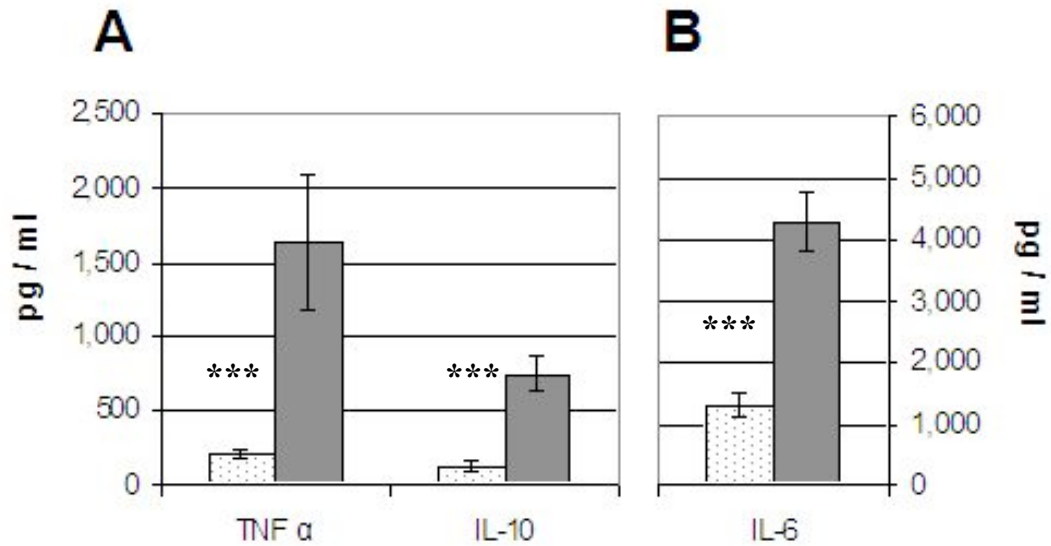 A
B
2,500
2,000
1,500
1,000
500
0
pg / ml
***
***
TNF α
IL-10
***
6,000
5,000
4,000
3,000
2,000
1,000
0
pg / ml
IL-6